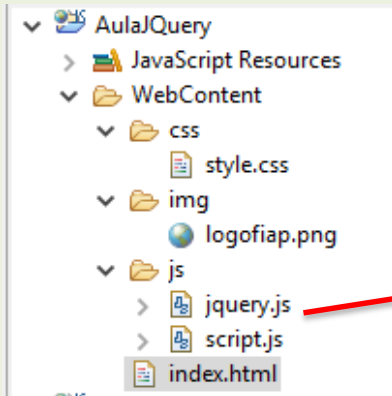 AulaJQuery
JavaScript Resources
WebContent
css
style.css
img
logofiap.png
js
jquery.js
script.js
index.html